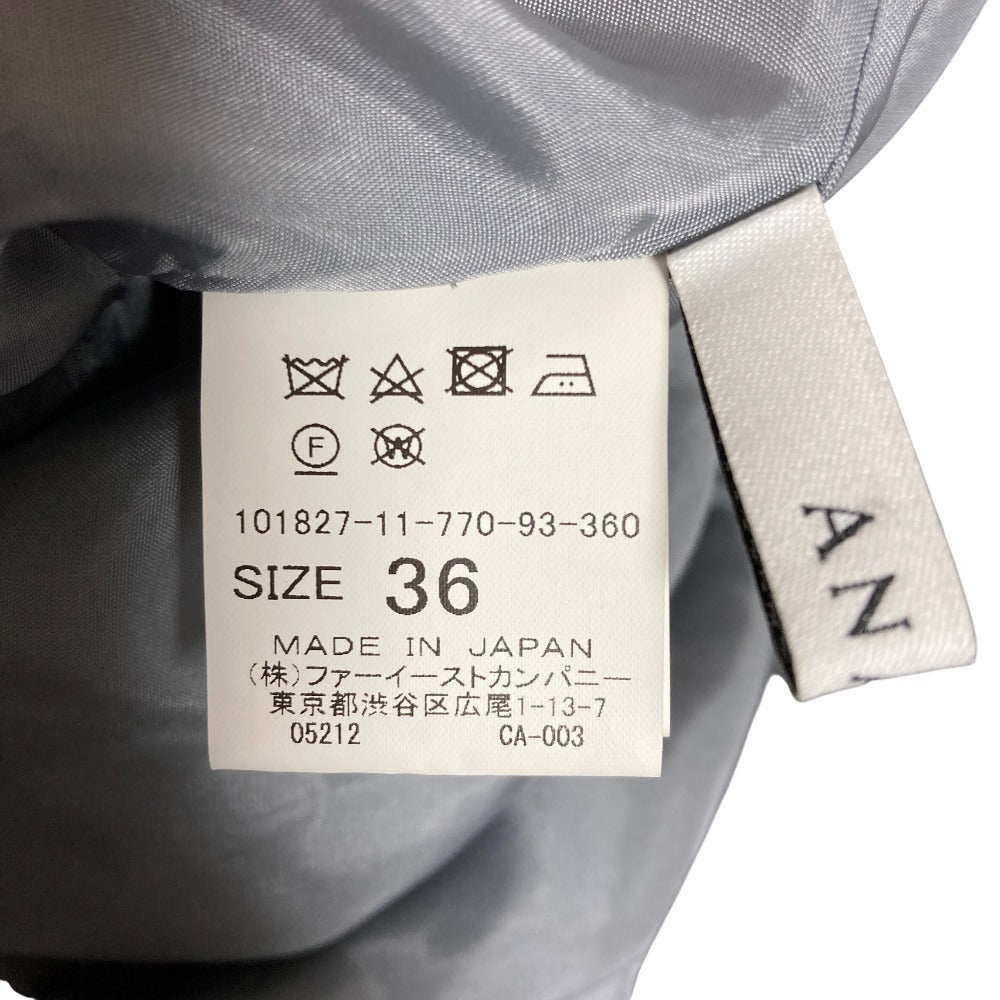 F
W
101827-11-770-93-360
SIZE 36
MADE IN JAPAN
(株)ファーイーストカンパニー
東京都渋谷区広尾1-13-7
05212 CA-003
AN